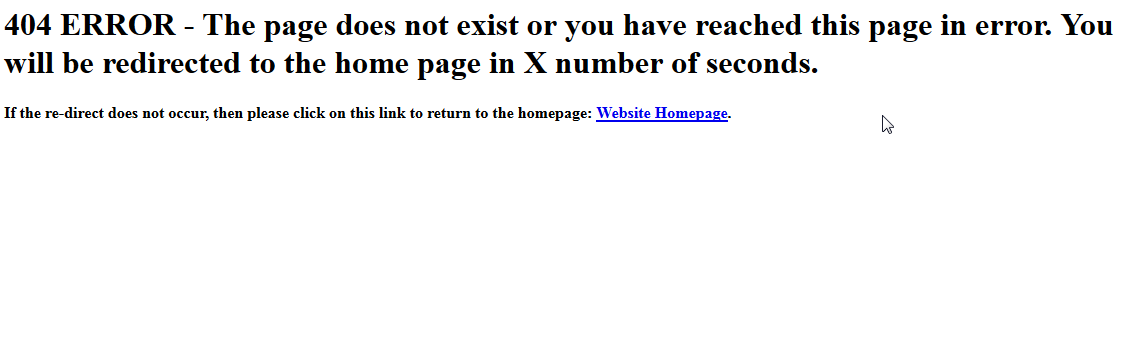 404 ERROR - The page does not exist or you have reached this page in error. You
will be redirected to the home page in X number of seconds.
If the re-direct does not occur, then please click on this link to return to the homepage: Website Homepage.